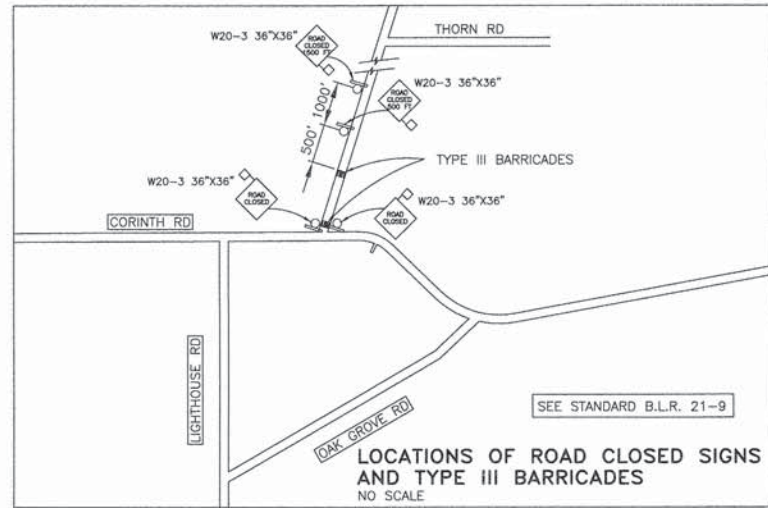 THORN RD
W20-3 36"X36"
ROAD
CLOSED
1500 FT
W20-3 36"X36"
ROAD
CLOSED
500 FT
1000'
500'
TYPE III BARRICADES
W20-3 36"X36"
ROAD
CLOSED
W20-3 36"X36"
ROAD
CLOSED
CORINTH RD
LIGHTHOUSE RD
OAK GROVE RD
SEE STANDARD B.L.R. 21-9
LOCATIONS OF ROAD CLOSED SIGNS
AND TYPE III BARRICADES
NO SCALE